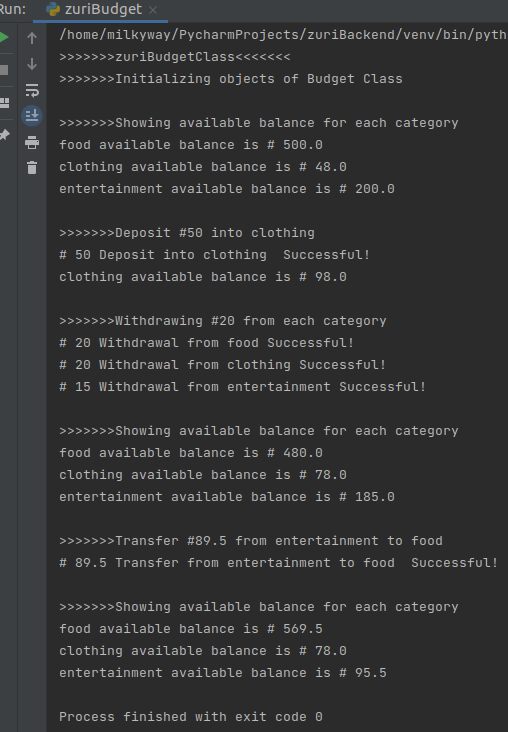 Run: zuriBudget ×
/home/milkyway/PycharmProjects/zuriBackend/venv/bin/pyth
>>>>>>>zuriBudgetClass<<<<<<<
>>>>>>>Initializing objects of Budget Class
>>>>>>>Showing available balance for each category
food available balance is # 500.0
clothing available balance is # 48.0
entertainment available balance is # 200.0
>>>>>>>Deposit #50 into clothing
# 50 Deposit into clothing  Successful!
clothing available balance is # 98.0
>>>>>>>Withdrawing #20 from each category
# 20 Withdrawal from food Successful!
# 20 Withdrawal from clothing Successful!
# 15 Withdrawal from entertainment Successful!
>>>>>>>Showing available balance for each category
food available balance is # 480.0
clothing available balance is # 78.0
entertainment available balance is # 185.0
>>>>>>>Transfer #89.5 from entertainment to food
# 89.5 Transfer from entertainment to food  Successful!
>>>>>>>Showing available balance for each category
food available balance is # 569.5
clothing available balance is # 78.0
entertainment available balance is # 95.5
Process finished with exit code 0